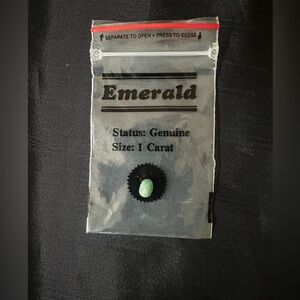 SEPARATE TO OPEN • PRESS TO CLOSE
Emerald
Status: Genuine
Size: 1 Carat